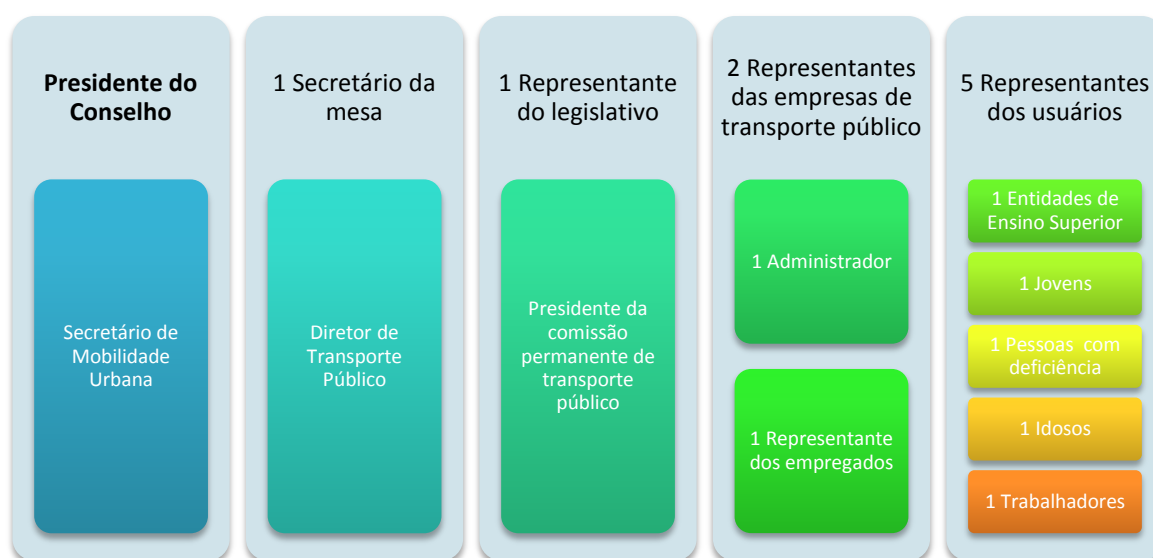 Presidente do
Conselho
Secretário de
Mobilidade
Urbana
1 Secretário da
mesa
Diretor de
Transporte
Público
1 Representante
do legislativo
Presidente da
comissão
permanente de
transporte
público
2 Representantes
das empresas de
transporte público
1 Administrador
1 Representante
dos empregados
5 Representantes
dos usuários
1 Entidades de
Ensino Superior
1 Jovens
1 Pessoas  com
deficiência
1 Idosos
1 Trabalhadores